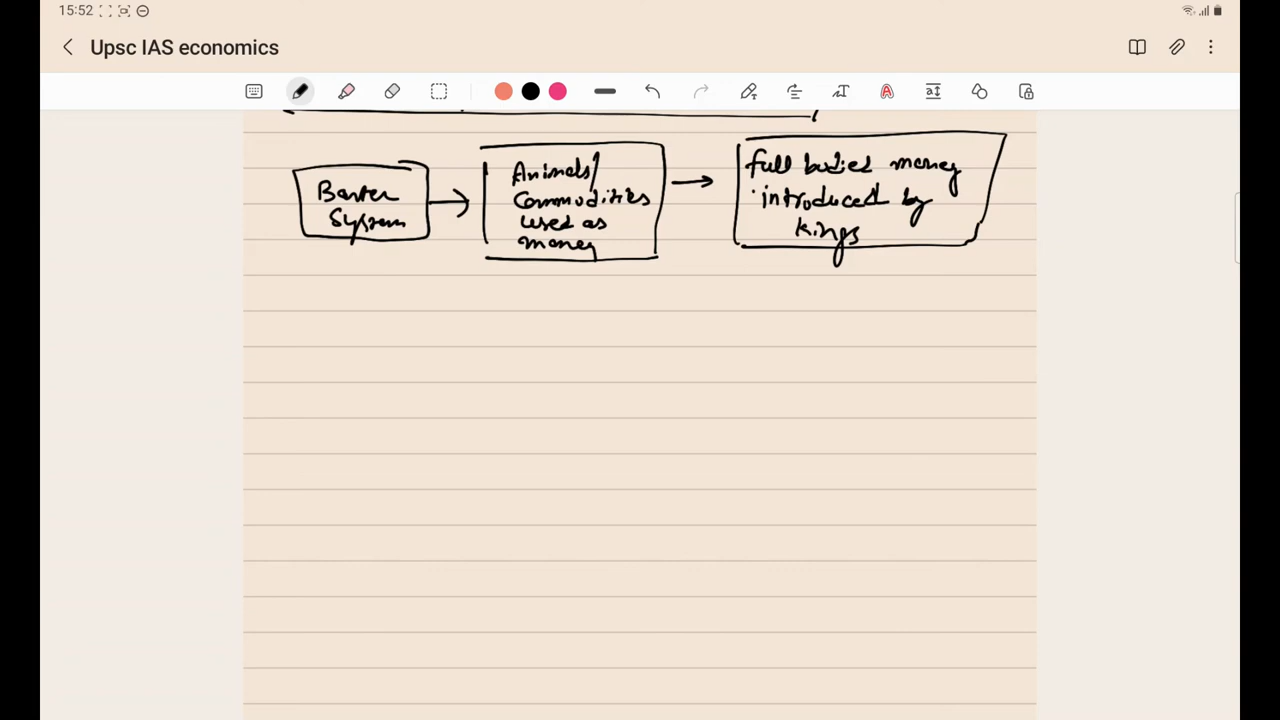 15:52
Upsc IAS economics
Barter
System
Animals/
Commodities
used as
money
full bodied money
introduced by
kings